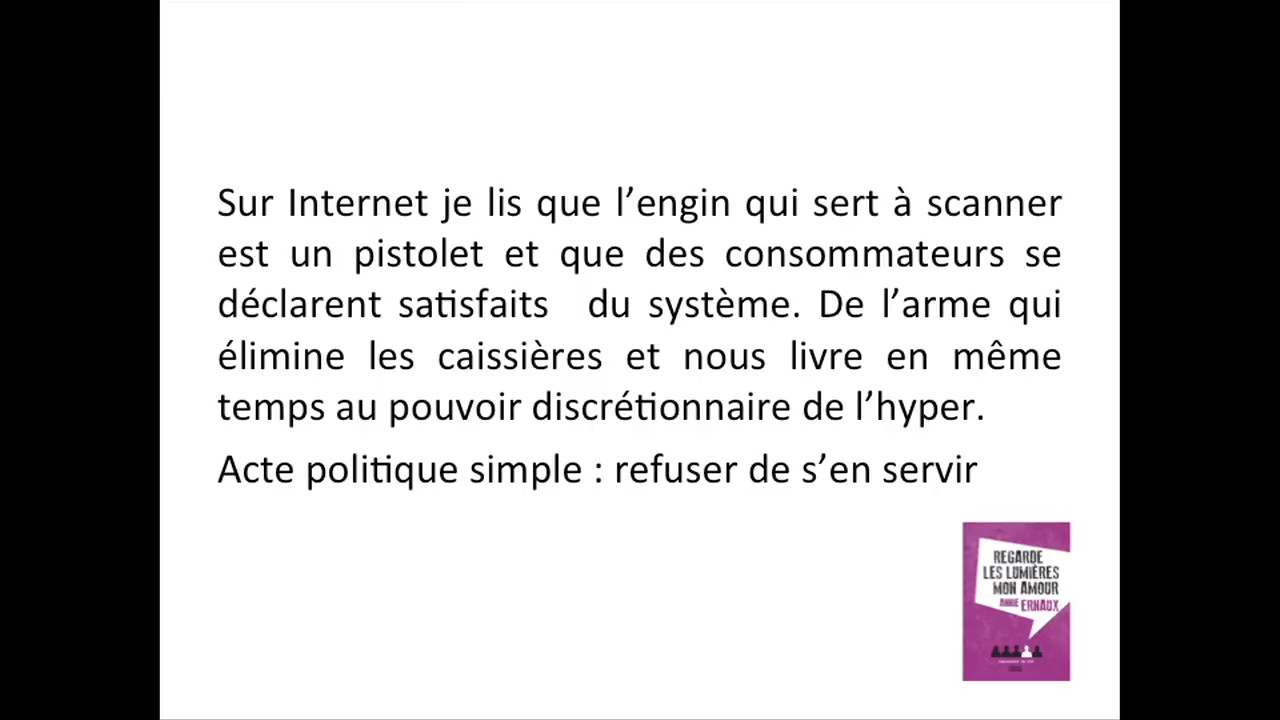 Sur Internet je lis que l’engin qui sert à scanner
est un pistolet et que des consommateurs se
déclarent satisfaits du système. De l’arme qui
élimine les caissières et nous livre en même
temps au pouvoir discrétionnaire de l’hyper.
Acte politique simple : refuser de s’en servir
REGARDE
LES LUMIÈRES
MON AMOUR
ANNIE ERNAUX